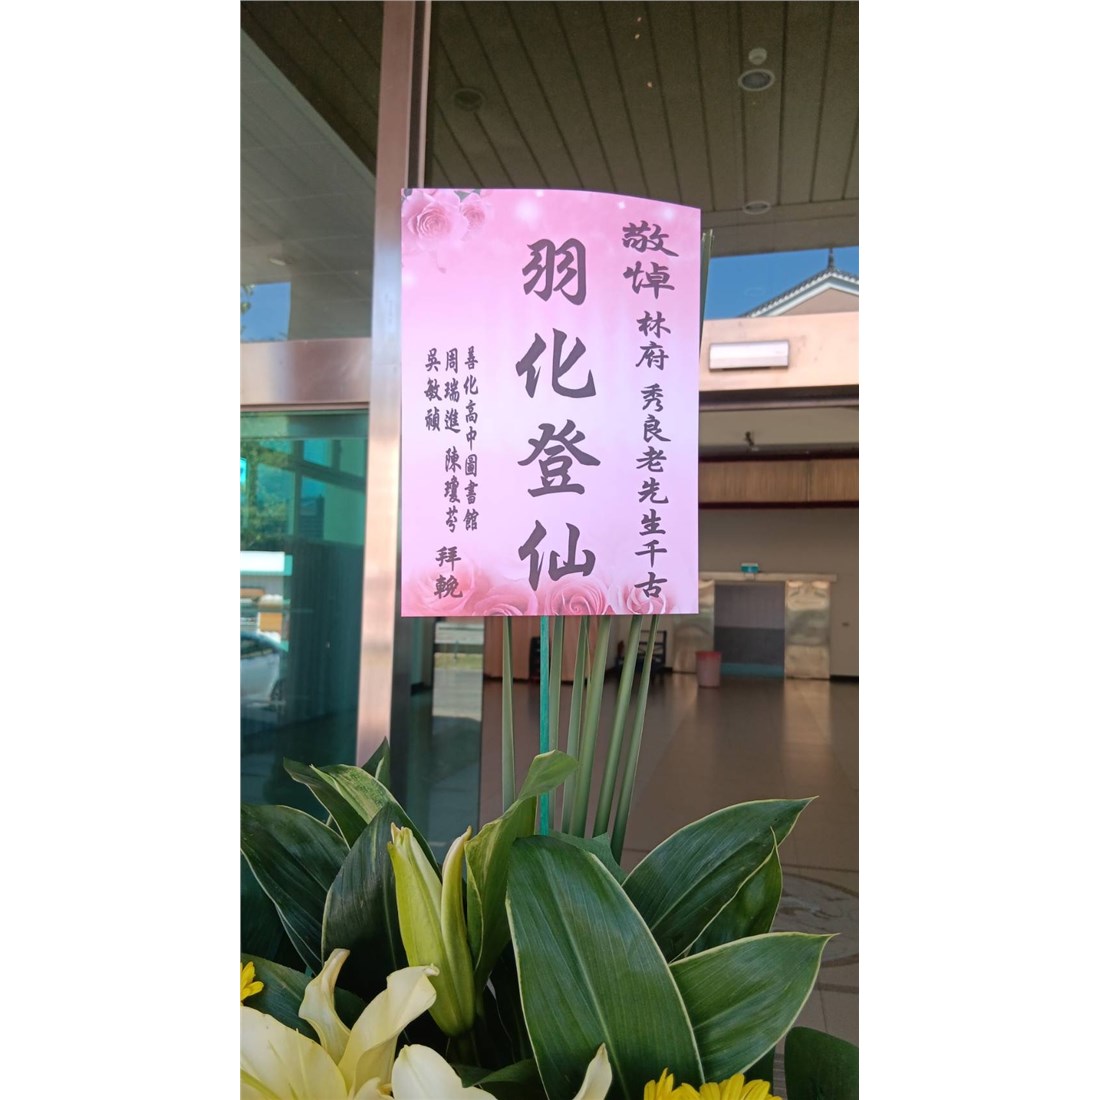 敬悼 林府 秀良老先生千古
羽化登仙
善化高中圖書館
周瑞進 陳瓊芩
吳敏禎
拜輓